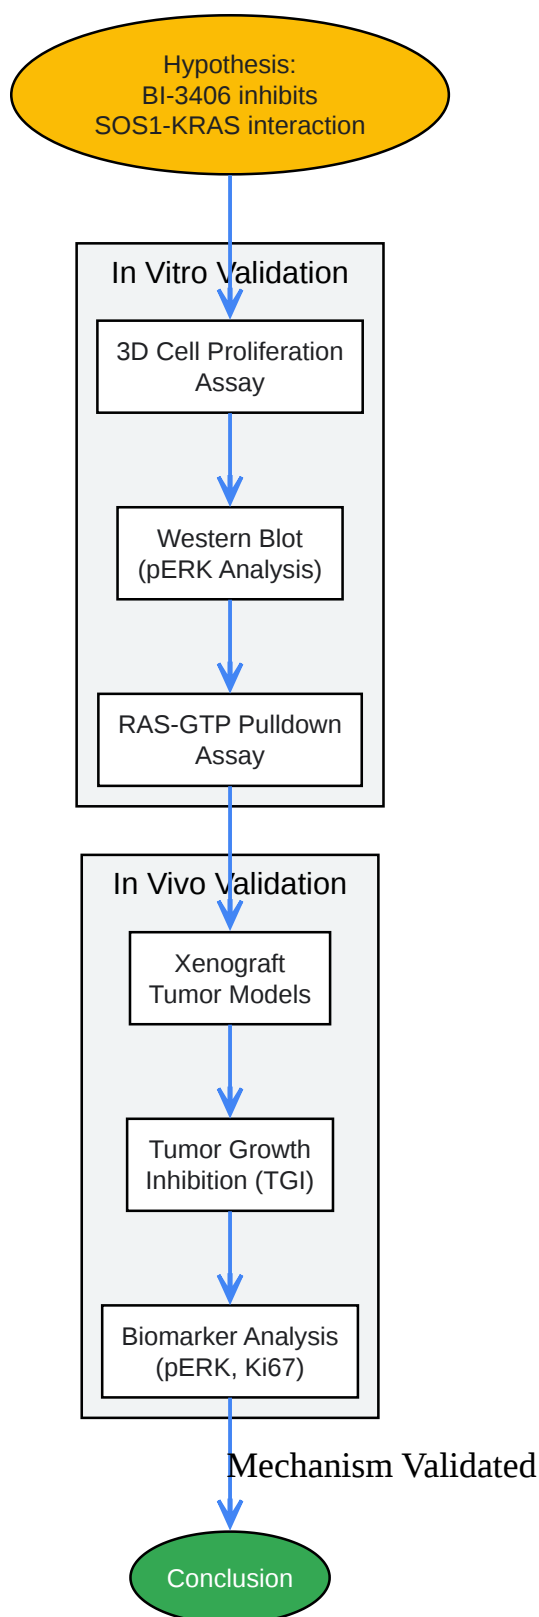 Hypothesis:
BI-3406 inhibits
SOS1-KRAS interaction
In Vitro Validation
3D Cell Proliferation
Assay
Western Blot
(pERK Analysis)
RAS-GTP Pulldown
Assay
In Vivo Validation
Xenograft
Tumor Models
Tumor Growth
Inhibition (TGI)
Biomarker Analysis
(pERK, Ki67)
Mechanism Validated
Conclusion